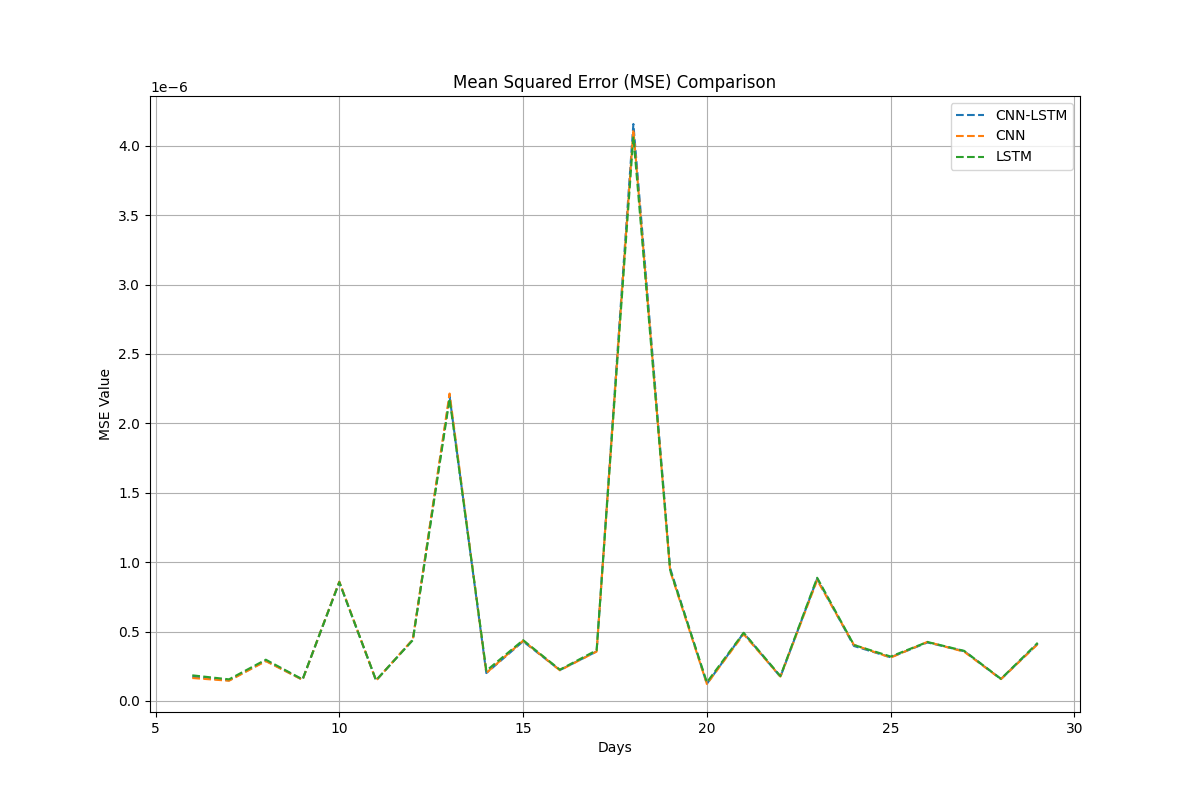 Mean Squared Error (MSE) Comparison
1e−6
CNN-LSTM
CNN
LSTM
4.0
3.5
3.0
2.5
2.0
1.5
1.0
0.5
0.0
MSE Value
5 10 15 20 25 30
Days